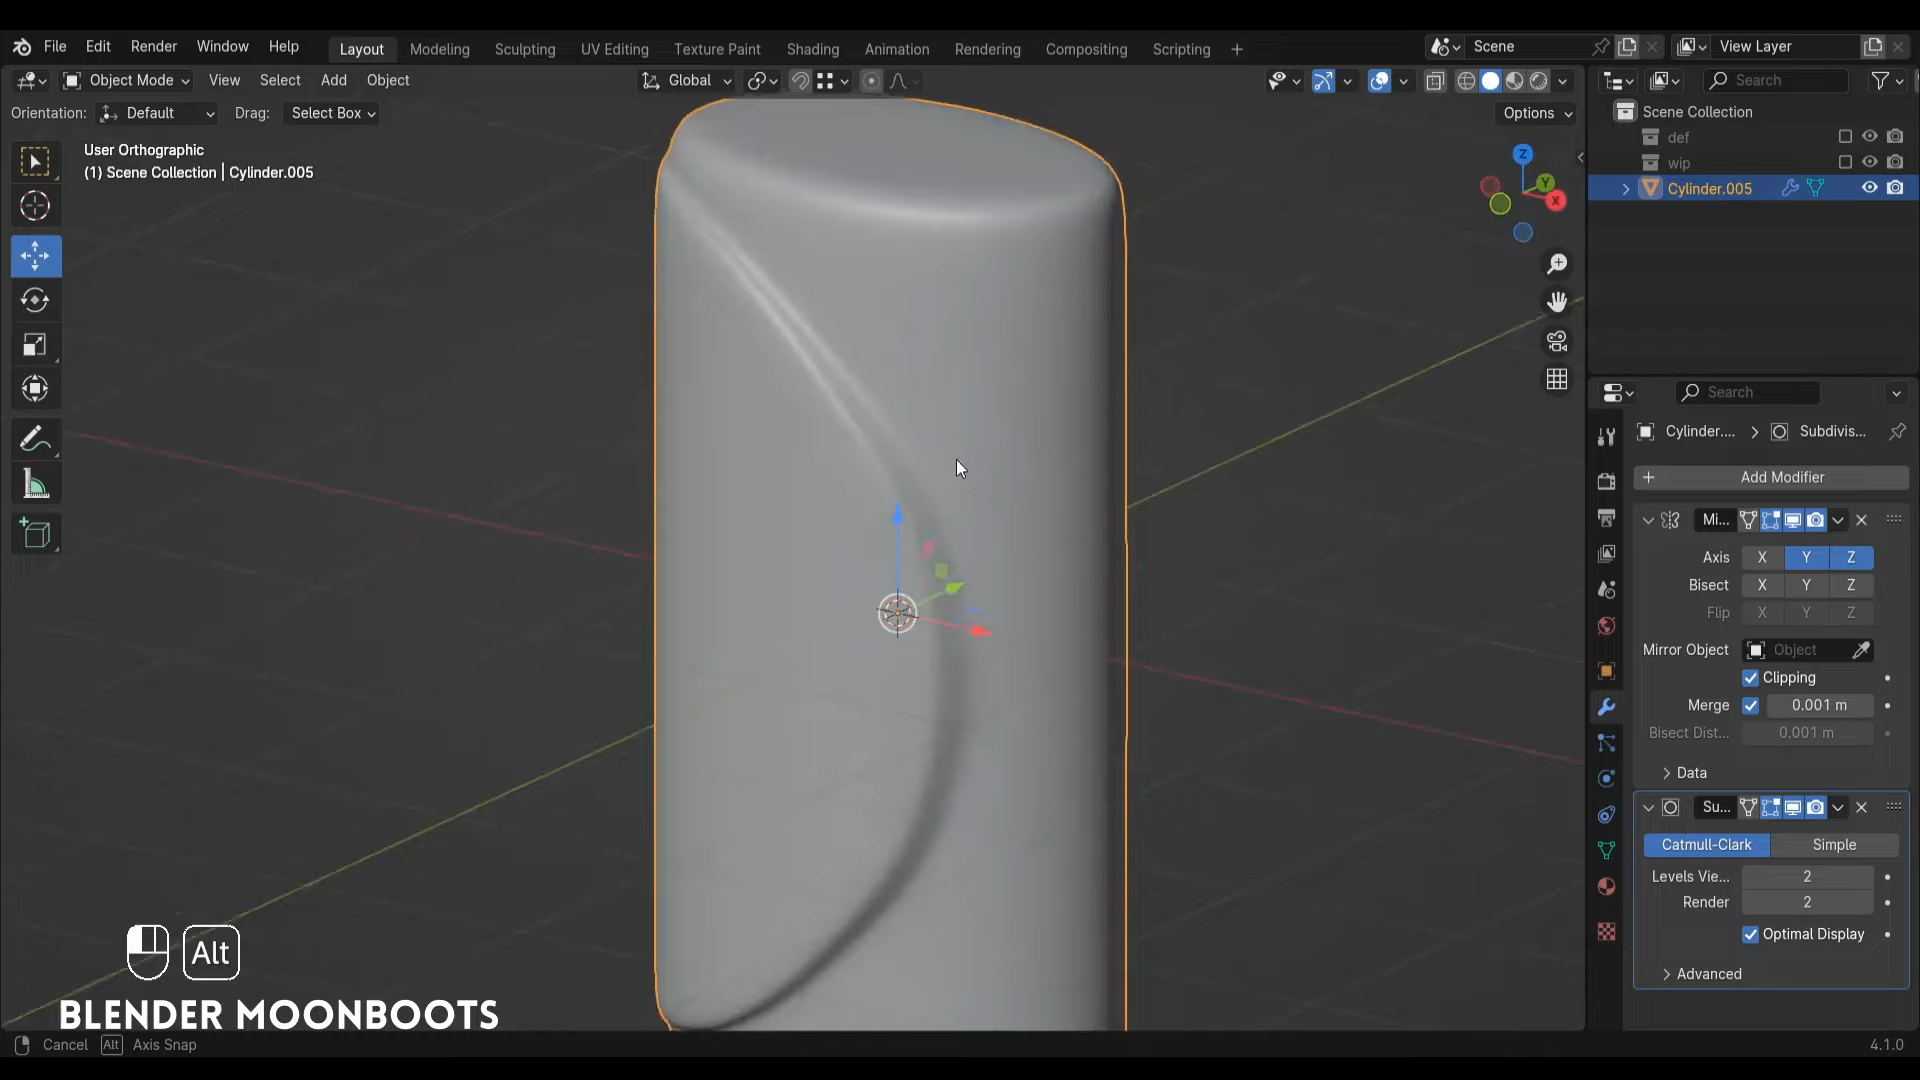 File Edit Render Window Help Layout Modeling Sculpting UV Editing Texture Paint Shading Animation Rendering Compositing Scripting + Scene View Layer
Object Mode View Select Add Object Global Search
Orientation: Default Drag: Select Box Options
User Orthographic
(1) Scene Collection | Cylinder.005
Z
Y
X
Scene Collection
def
wip
Cylinder.005
Search
Cylinder.... Subdivis...
+ Add Modifier
Mi...
Axis X Y Z
Bisect X Y Z
Flip X Y Z
Mirror Object Object
Clipping
Merge 0.001 m
Bisect Dist... 0.001 m
Data
Su...
Catmull-Clark Simple
Levels Vie... 2
Render 2
Optimal Display
Advanced
Alt
BLENDER MOONBOOTS
Cancel Alt Axis Snap 4.1.0